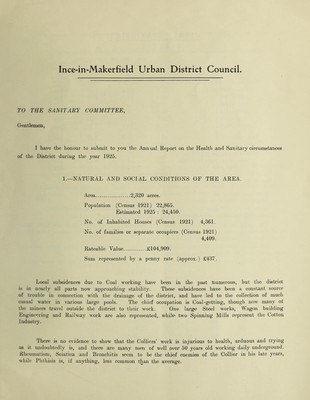 Ince-in-Makerfield Urban District Council.
TO THE SANITARY COMMITTEE,
Gentlemen,
I have the honour to submit to you the Annual Report on the Health and Sanitary circumstances
of the District during the year 1925.
I.—NATURAL AND SOCIAL CONDITIONS OF THE AREA.
Area..................2,320 acres.
Population (Census 1921) 22,865.
Estimated 1925 : 24,450.
No. of Inhabited Houses (Census 1921) 4,361.
No. of families or separate occupiers (Census 1921)
4,409.
Rateable Value............£104,909.
Sum represented by a penny rate (approx.) £437.
Local subsidences due to Coal working have been in the past numerous, but the district
is in nearly all parts now approaching stability. These subsidences have been a constant source
of trouble in connection with the drainage of the district, and have led to the collection of much
casual water in various large pools. The chief occupation is Coal-getting, though now many of
the miners travel outside the district to their work. One large Steel works, Wagon building
Engineering and Railway work are also represented, while two Spinning Mills represent the Cotton
Industry.
There is no evidence to show that the Colliers' work is injurious to health, arduous and trying
as it undoubtedly is, and there are many men of well over 50 years old working daily underground.
Rheumatism, Sciatica and Bronchitis seem to be the chief enemies of the Collier in his late years,
while Phthisis is, if anything, less common than the average.